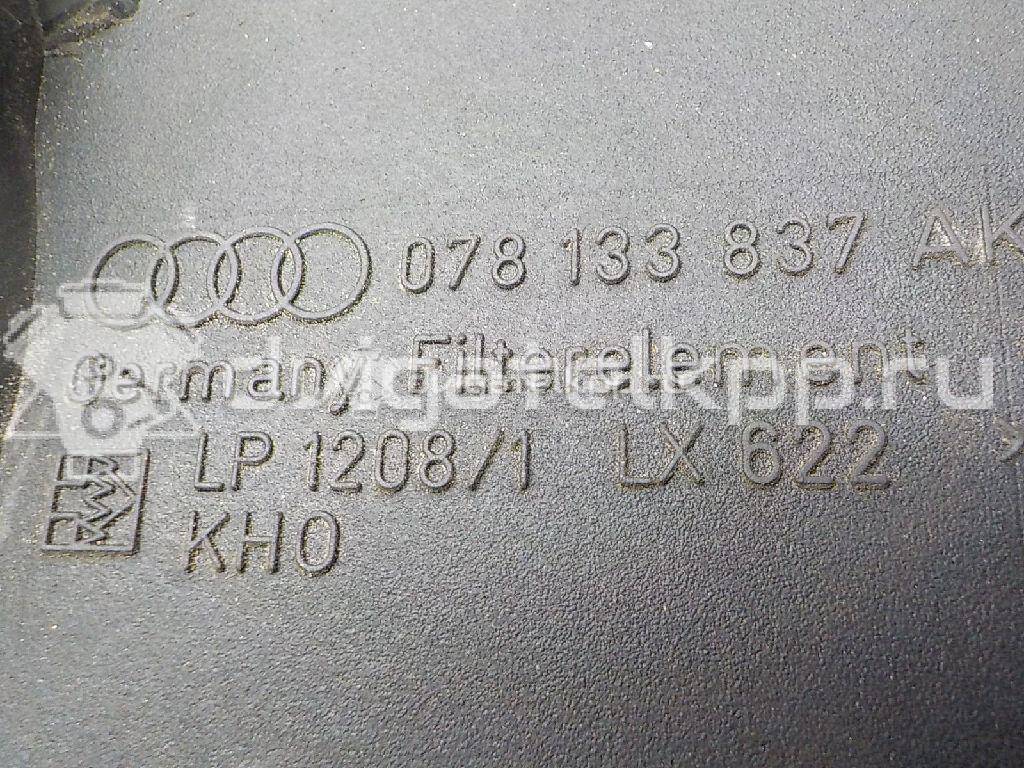 078 133 837 AK
Germany Filterelement
LP 1208/1 LX 622
KHO
dvigatelkpp.ru